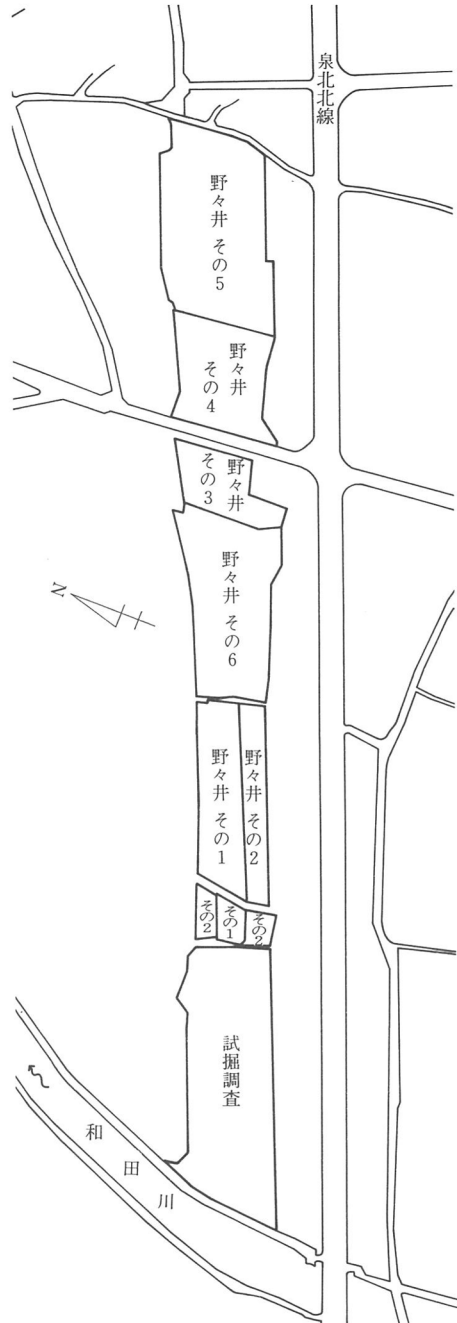 泉北北線
野々井 その5
野々井
その4
野々井
その3
野々井 その6
野々井 その2
野々井 その1
その2
その1
その2
試掘調査
和田川
N